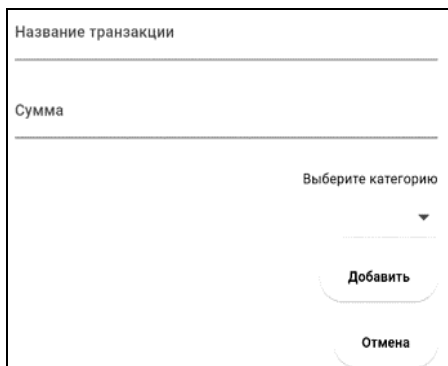 Название транзакции
Сумма
Выберите категорию
Добавить
Отмена